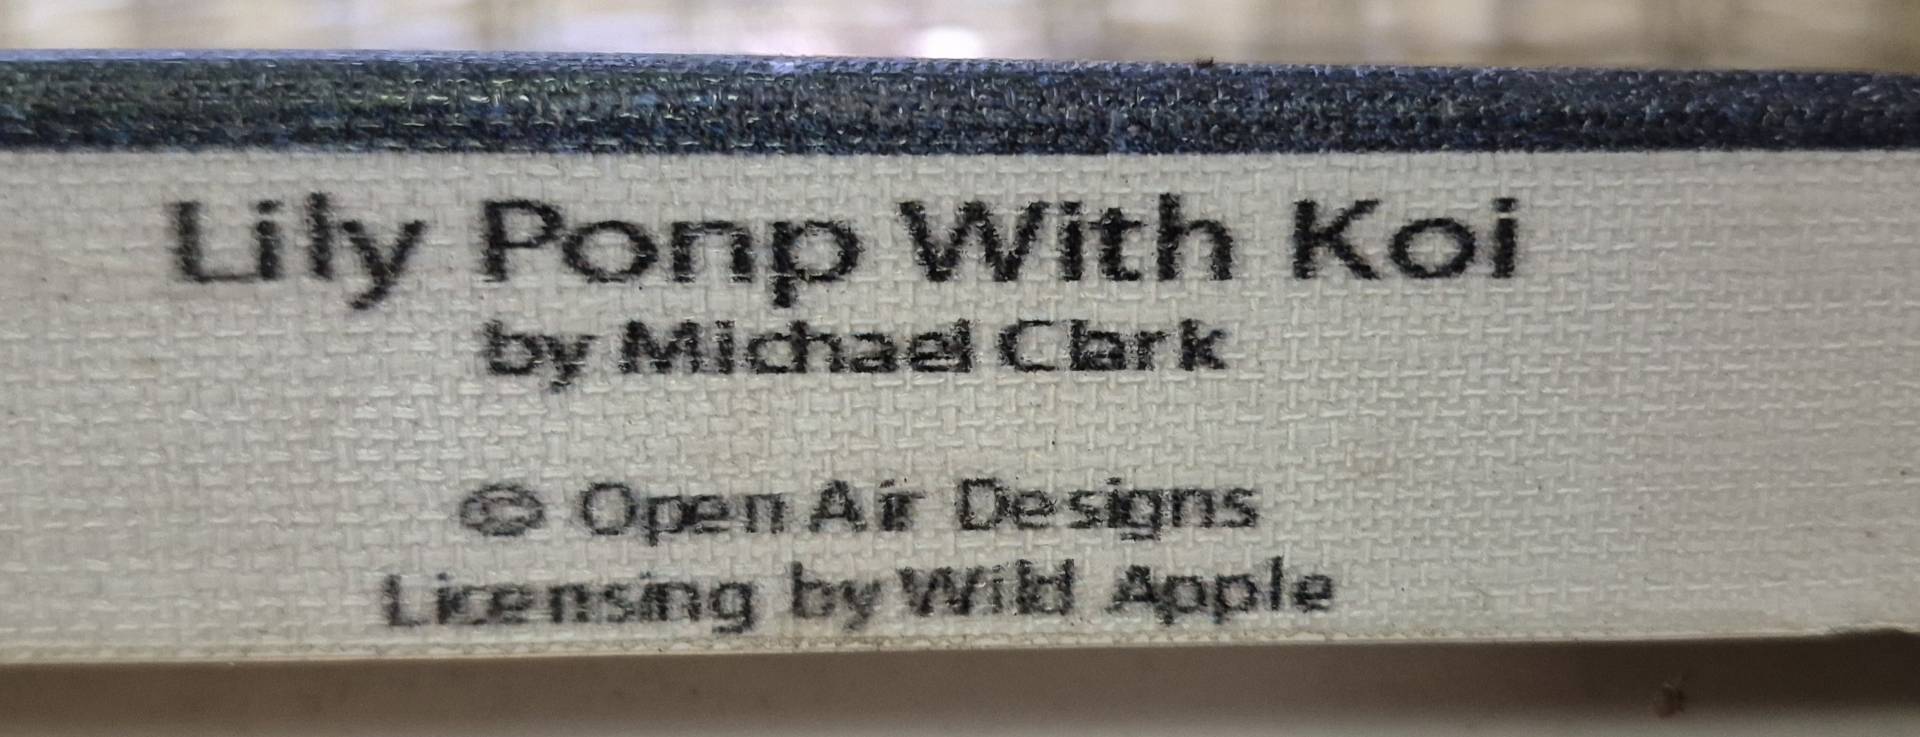 Lily Ponp With Koi
by Michael Clark
© Open Air Designs
Licensing by Wild Apple